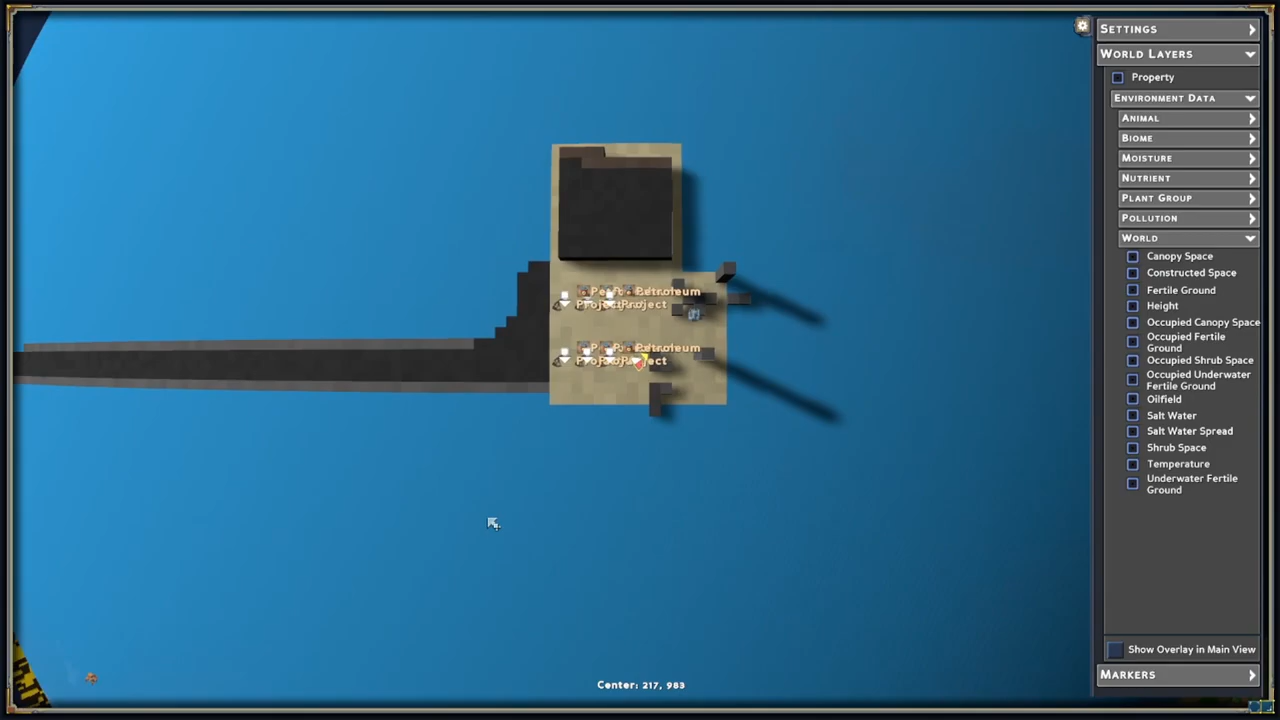 SETTINGS
WORLD LAYERS
Property
ENVIRONMENT DATA
ANIMAL
BIOME
MOISTURE
NUTRIENT
PLANT GROUP
POLLUTION
WORLD
Canopy Space
Constructed Space
Fertile Ground
Height
Occupied Canopy Space
Occupied Fertile
Ground
Occupied Shrub Space
Occupied Underwater
Fertile Ground
Oilfield
Salt Water
Salt Water Spread
Shrub Space
Temperature
Underwater Fertile
Ground
Show Overlay in Main View
MARKERS
Petroleum
Project
Petroleum
Project
Center: 217, 983